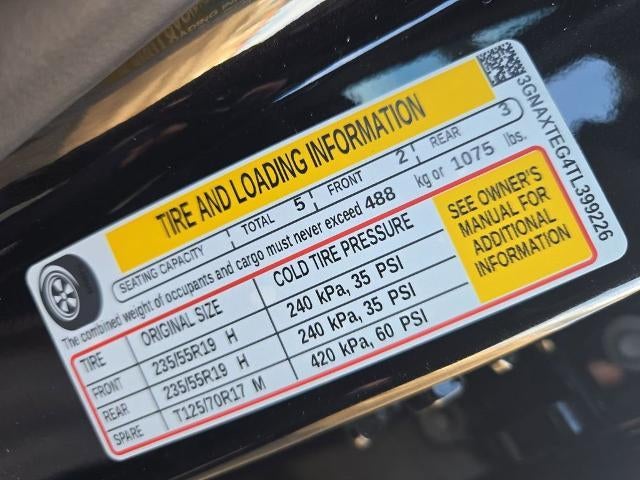 TIRE AND LOADING INFORMATION
SEATING CAPACITY TOTAL 5 FRONT 2 REAR 3
The combined weight of occupants and cargo must never exceed 488 kg or 1075 lbs.
TIRE ORIGINAL SIZE COLD TIRE PRESSURE
FRONT 235/55R19 H 240 kPa, 35 PSI
REAR 235/55R19 H 240 kPa, 35 PSI
SPARE T125/70R17 M 420 kPa, 60 PSI
SEE OWNER'S
MANUAL FOR
ADDITIONAL
INFORMATION
3GNAXTEG4TL399226